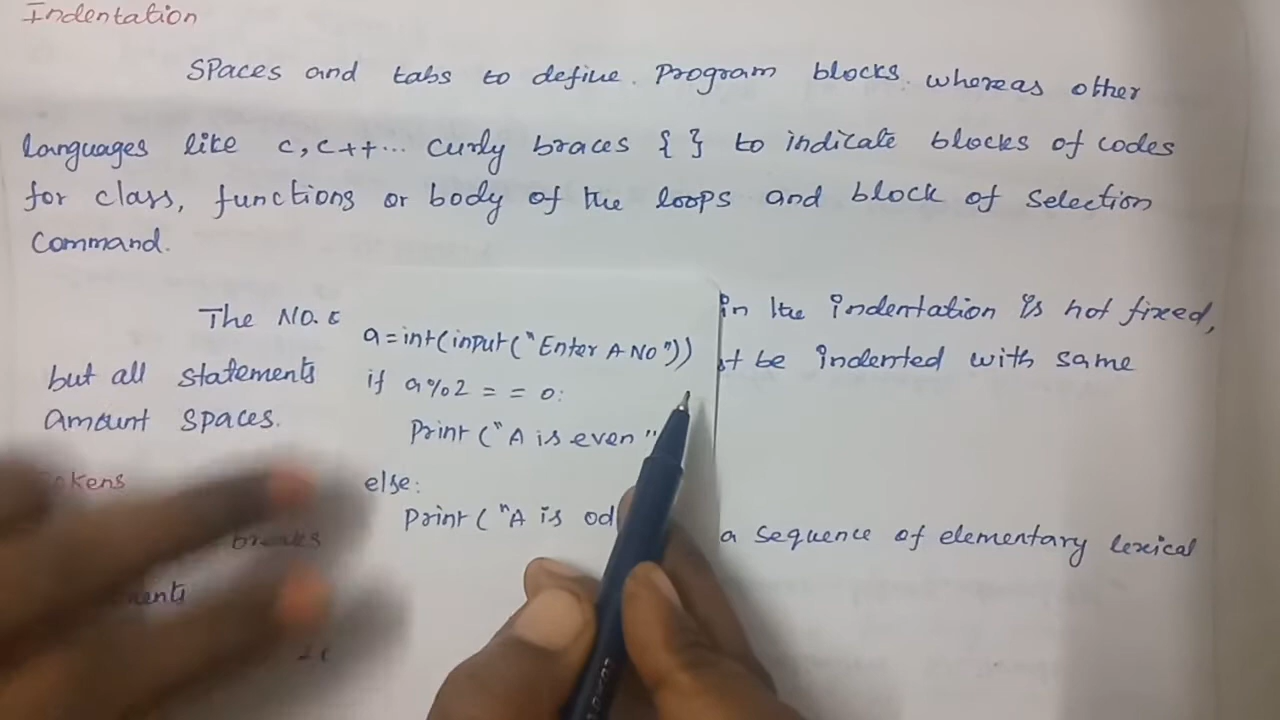 Indentation
Spaces and tabs to define. Program blocks. whereas other
languages like c, c++... curly braces { } to indicate blocks of codes
for class, functions or body of the loops and block of selection
command.
The No. in the indentation is not fixed,
a=int(input("Enter A No"))
but all statements be indented with same
if a%2 = = 0:
amount spaces.
Print ("A is even"
else:
Print ("A is
breaks a sequence of elementary lexical